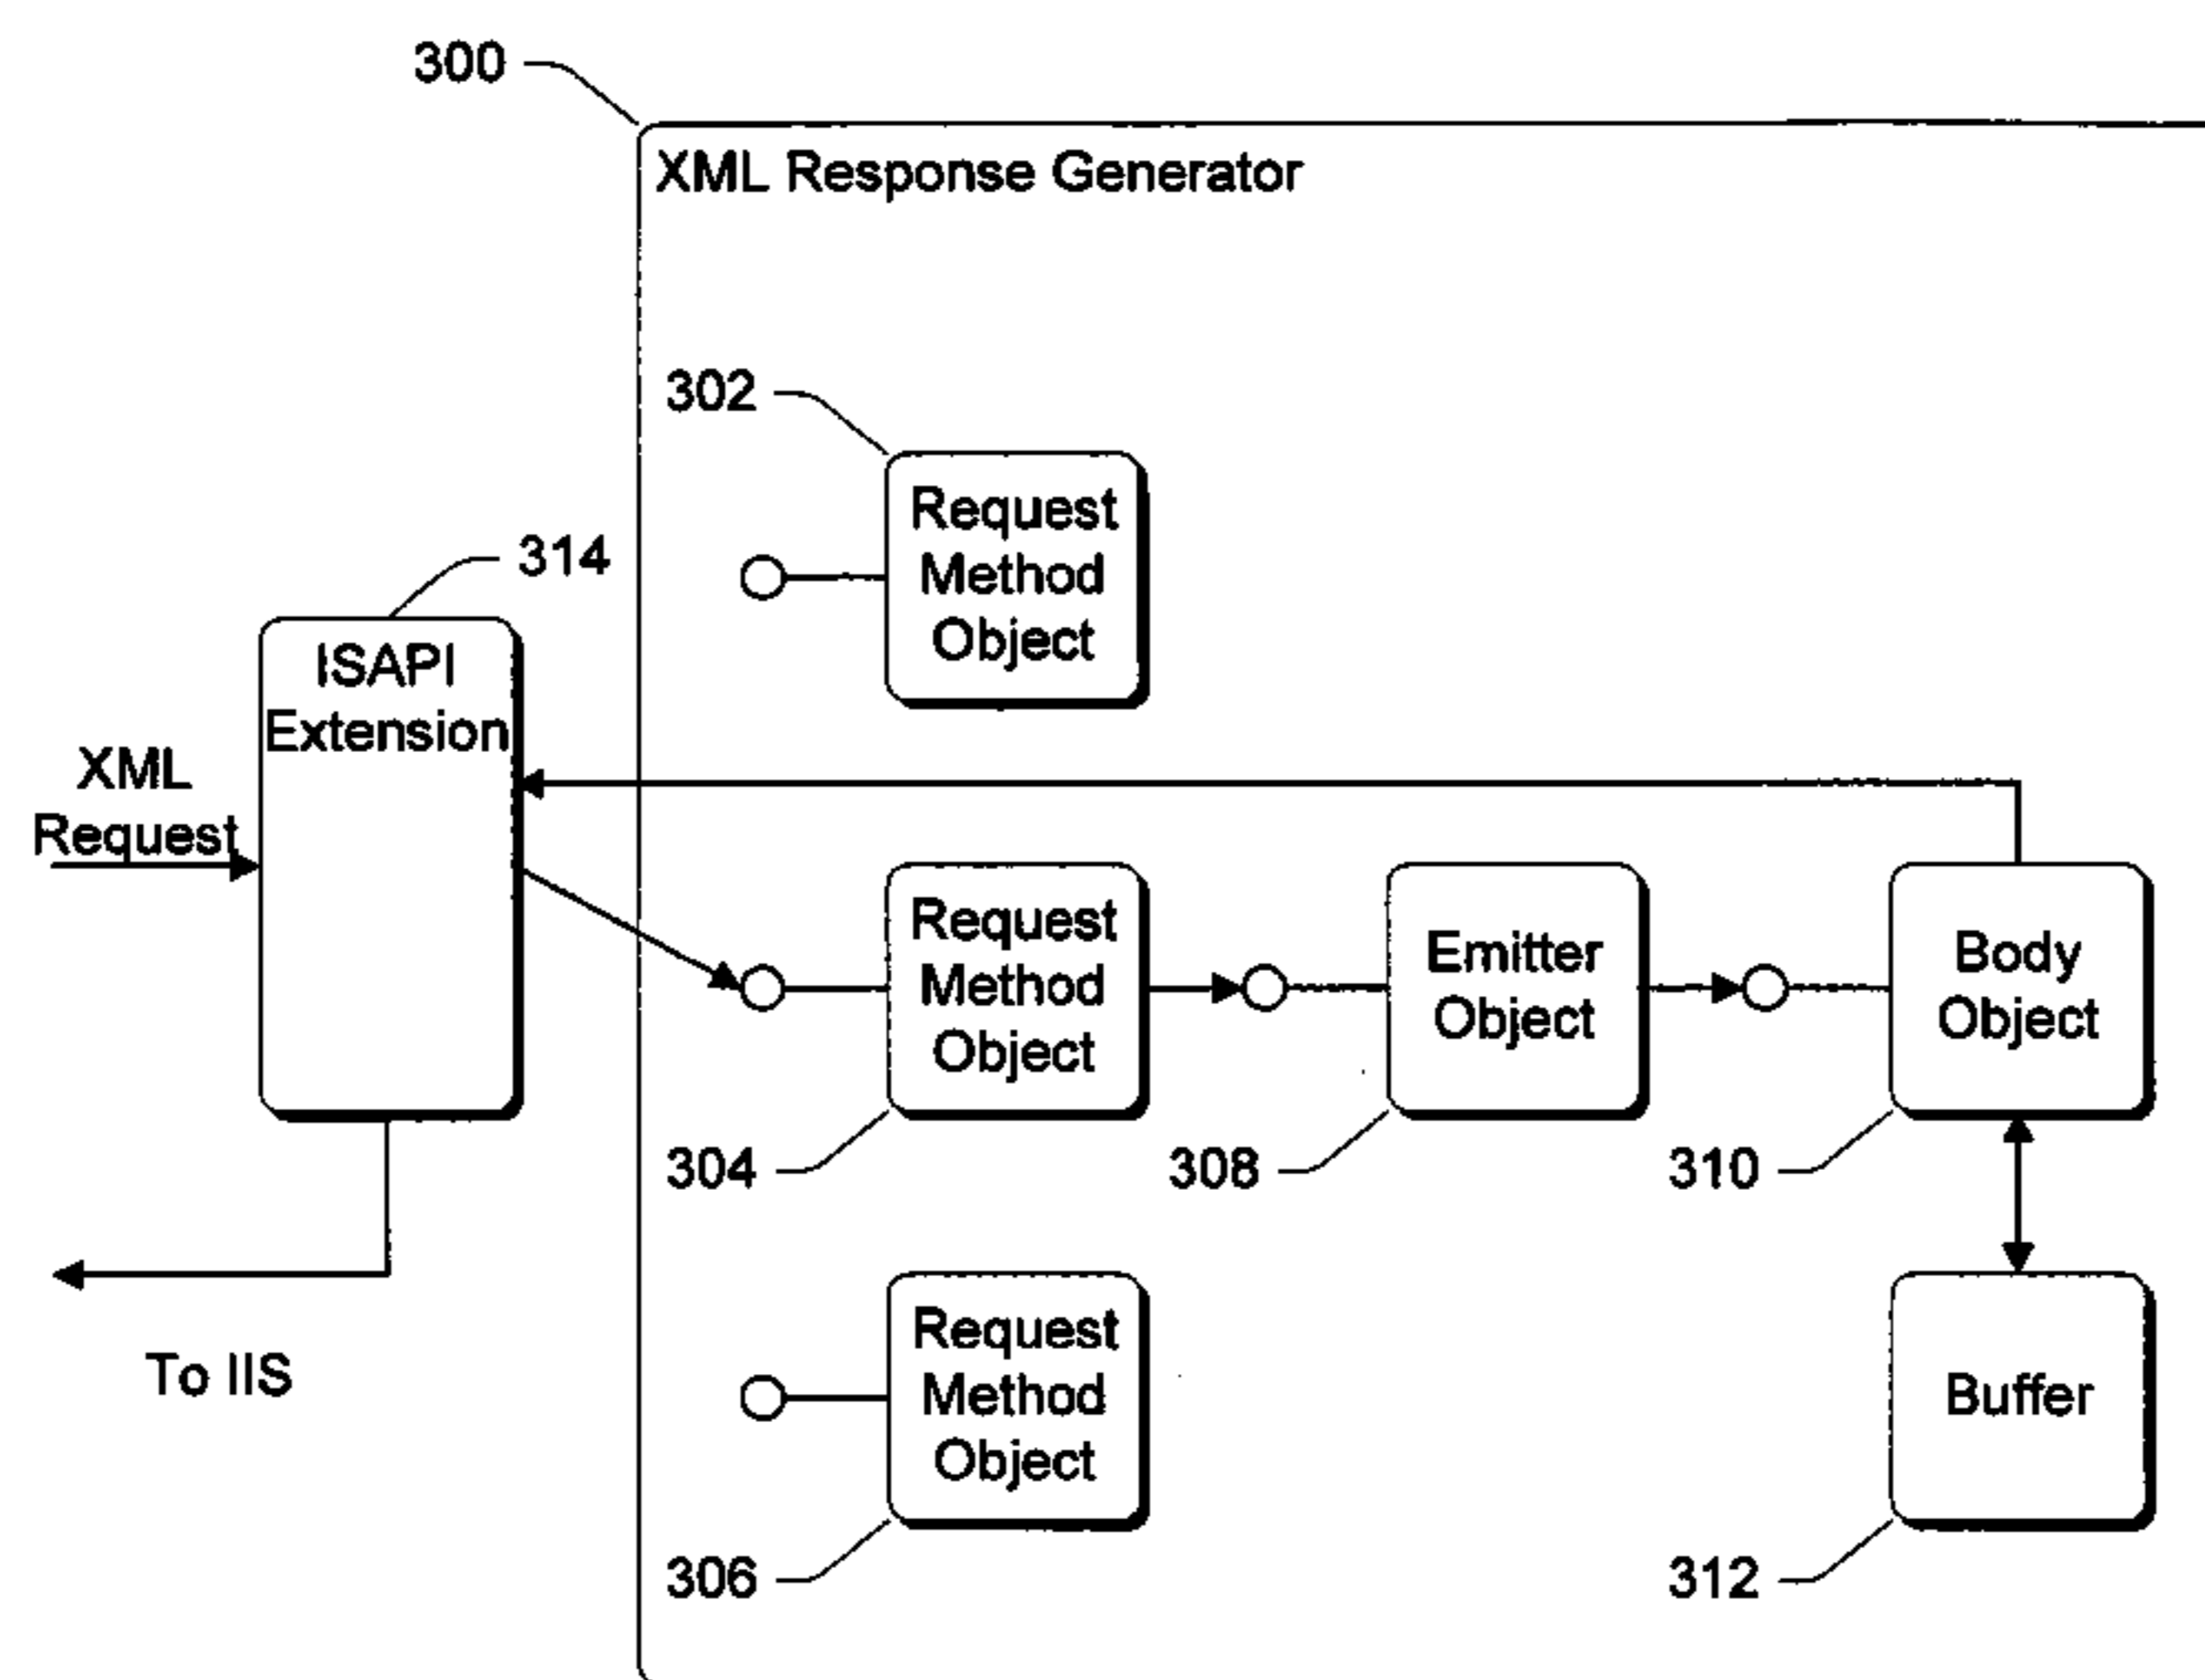 300
XML Response Generator
302
Request
Method
Object
314
ISAPI
Extension
XML
Request
Request
Method
Object
Emitter
Object
Body
Object
304
308
310
To IIS
Request
Method
Object
Buffer
306
312